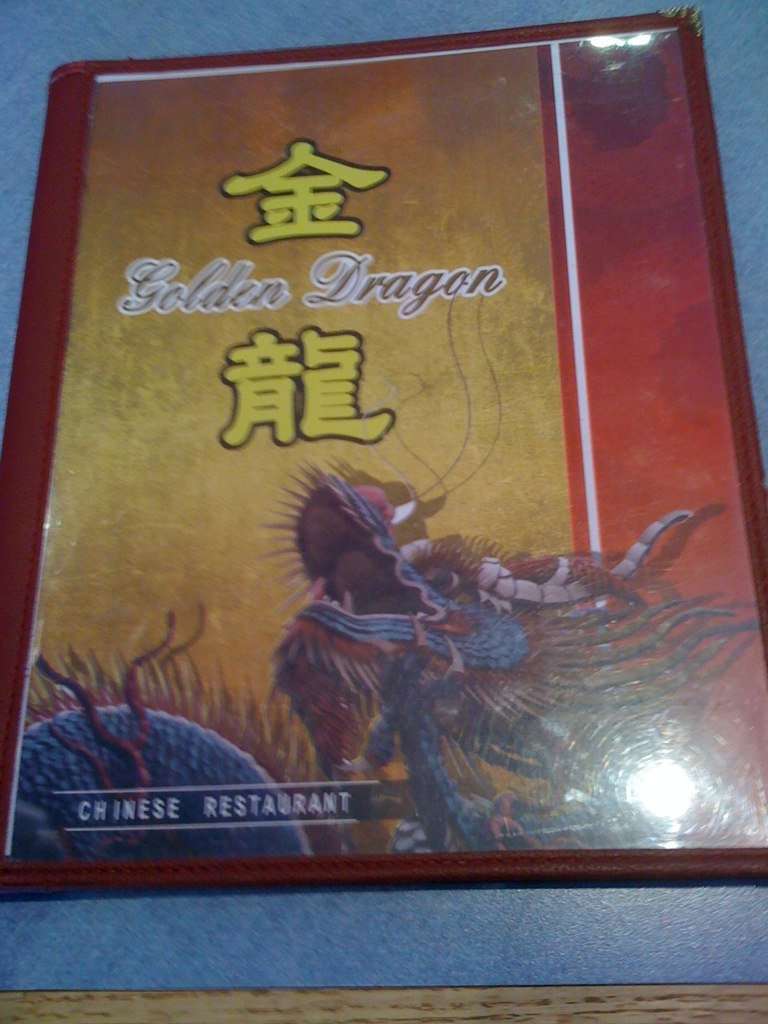 金
Golden Dragon
龍
CHINESE RESTAURANT